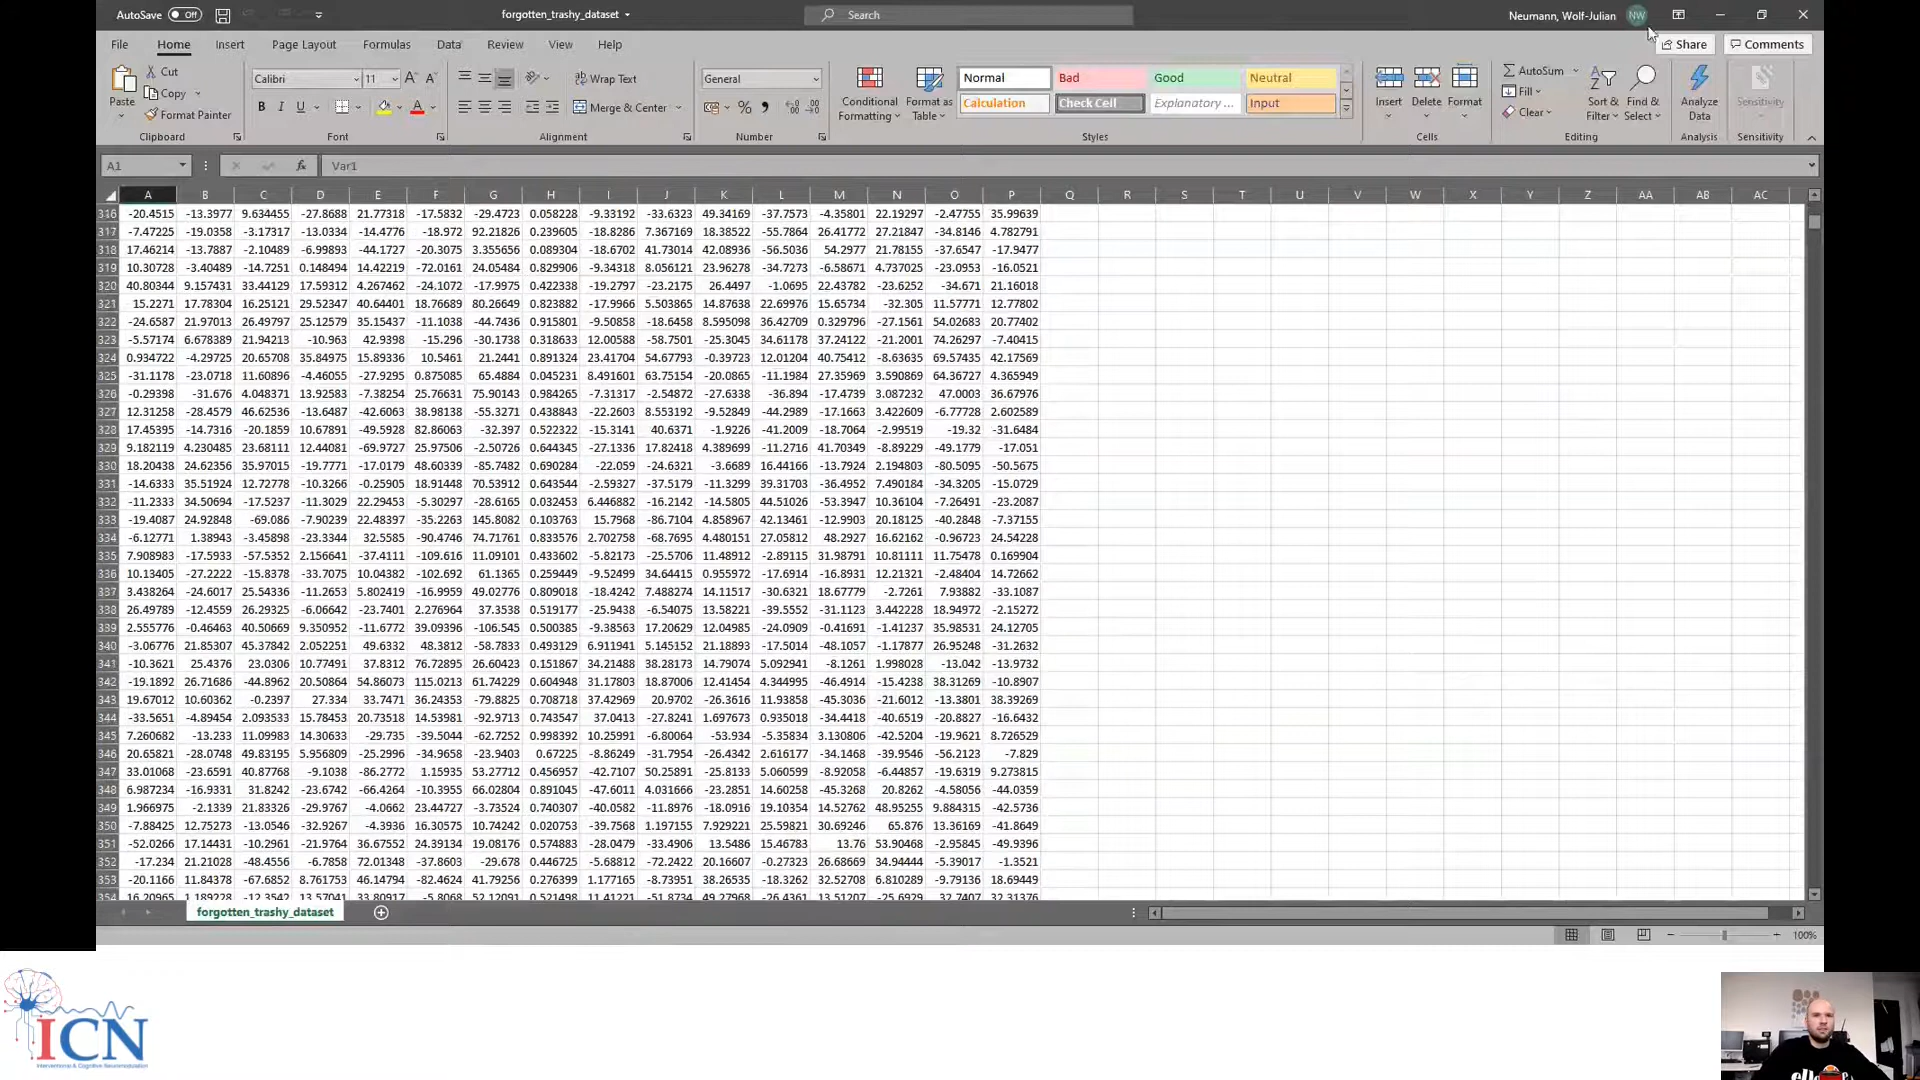 AutoSave Off forgotten_trashy_dataset Search Neumann, Wolf-Julian NW
File Home Insert Page Layout Formulas Data Review View Help Share Comments
Paste Cut Copy Format Painter Clipboard
Calibri 11 Font
Wrap Text Merge & Center Alignment
General Number
Conditional Formatting Format as Table
Normal Bad Good Neutral
Calculation Check Cell Explanatory ... Input
Styles
Insert Delete Format Cells
AutoSum Fill Clear Sort & Filter Find & Select Editing
Analyze Data Analysis
Sensitivity Sensitivity
A1 fx Var1
A B C D E F G H I J K L M N O P Q R S T U V W X Y Z AA AB AC
316 -20.4515 -13.3977 9.634455 -27.8688 21.77318 -17.5832 -29.4723 0.058228 -9.33192 -33.6323 49.34169 -37.7573 -4.35801 22.19297 -2.47755 35.99639
317 -7.47225 -19.0358 -3.17317 -13.0334 -14.4776 -18.972 92.21826 0.239605 -18.8286 7.367169 18.38522 -55.7864 26.41772 27.21847 -34.8146 4.782791
318 17.46214 -13.7887 -2.10489 -6.99893 -44.1727 -20.3075 3.355656 0.089304 -18.6702 41.73014 42.08936 -56.5036 54.2977 21.78155 -37.6547 -17.9477
319 10.30728 -3.40489 -14.7251 0.148494 14.42219 -72.0161 24.05484 0.829906 -9.34318 8.056121 23.96278 -34.7273 -6.58671 4.737025 -23.0953 -16.0521
320 40.80344 9.157431 33.44129 17.59312 4.267462 -24.1072 -17.9975 0.422338 -19.2797 -23.2175 26.4497 -1.0695 22.43782 -23.6252 -34.671 21.16018
321 15.2271 17.78304 16.25121 29.52347 40.64401 18.76689 80.26649 0.823882 -17.9966 5.503865 14.87638 22.69976 15.65734 -32.305 11.57771 12.77802
322 -24.6587 21.97013 26.49797 25.12579 35.15437 -11.1038 -44.7436 0.915801 -9.50858 -18.6458 8.595098 36.42709 0.329796 -27.1561 54.02683 20.77402
323 -5.57174 6.678389 21.94213 -10.963 42.9398 -15.296 -30.1738 0.318633 12.00588 -58.7501 -25.3045 34.61178 37.24122 -21.2001 74.26297 -7.40415
324 0.934722 -4.29725 20.65708 35.84975 15.89336 10.5461 21.2441 0.891324 23.41704 54.67793 -0.39723 12.01204 40.75412 -8.63635 69.57435 42.17569
325 -31.1178 -23.0718 11.60896 -4.46055 -27.9295 0.875085 65.4884 0.045231 8.491601 63.75154 -20.0865 -11.1984 27.35969 3.590869 64.36727 4.365949
326 -0.29398 -31.676 4.048371 13.92583 -7.38254 25.76631 75.90143 0.984265 -7.31317 -2.54872 -27.6338 -36.894 -17.4739 3.087232 47.0003 36.67976
327 12.31258 -28.4579 46.62536 -13.6487 -42.6063 38.98138 -55.3271 0.438843 -22.2603 8.553192 -9.52849 -44.2989 -17.1663 3.422609 -6.77728 2.602589
328 17.45395 -14.7316 -20.1859 10.67891 -49.5928 82.86063 -32.397 0.522322 -15.3141 40.6371 -1.9226 -41.2009 -18.7064 -2.99519 -19.32 -31.6484
329 9.182119 4.230485 23.68111 12.44081 -69.9727 25.97506 -2.50726 0.644345 -27.1336 17.82418 4.389699 -11.2716 41.70349 -8.89229 -49.1779 -17.051
330 18.20438 24.62356 35.97015 -19.7771 -17.0179 48.60339 -85.7482 0.690284 -22.059 -24.6321 -3.6689 16.44166 -13.7924 2.194803 -80.5095 -50.5675
331 -14.6333 35.51924 12.72778 -10.3266 -0.25905 18.91448 70.53912 0.643544 -2.59327 -37.5179 -11.3299 39.31703 -36.4952 7.490184 -34.3205 -15.0729
332 -11.2333 34.50694 -17.5237 -11.3029 22.29453 -5.30297 -28.6165 0.032453 6.446882 -16.2142 -14.5805 44.51026 -53.3947 10.36104 -7.26491 -23.2087
333 -19.4087 24.92848 -69.086 -7.90239 22.48397 -35.2263 145.8082 0.103763 15.7968 -86.7104 4.858967 42.13461 -12.9903 20.18125 -40.2848 -7.37155
334 -6.12771 1.38943 -3.45898 -23.3344 32.5585 -90.4746 74.71761 0.833576 2.702758 -68.7695 4.480151 27.05812 48.2927 16.62162 -0.96723 24.54228
335 7.908983 -17.5933 -57.5352 2.156641 -37.4111 -109.616 11.09101 0.433602 -5.82173 -25.5706 11.48912 -2.89115 31.98791 10.81111 11.75478 0.169904
336 10.13405 -27.2222 -15.8378 -33.7075 10.04382 -102.692 61.1365 0.259449 -9.52499 34.64415 0.955972 -17.6914 -16.8931 12.21321 -2.48404 14.72662
337 3.438264 -24.6017 25.54336 -11.2653 5.802419 -16.9959 49.02776 0.809018 -18.4242 7.488274 14.11517 -30.6321 18.67779 -2.7261 7.93882 -33.1087
338 26.49789 -12.4559 26.29325 -6.06642 -23.7401 2.276964 37.3538 0.519177 -25.9438 -6.54075 13.58221 -39.5552 -31.1123 3.442228 18.94972 -2.15272
339 2.555776 -0.46463 40.50669 9.350952 -11.6772 39.09396 -106.545 0.500385 -9.38563 17.20629 12.04985 -24.0909 -0.41691 -1.41237 35.98531 24.12705
340 -3.06776 21.85307 45.37842 2.052251 49.6332 48.3812 -58.7833 0.493129 6.911941 5.145152 21.18893 -17.5014 -48.1057 -1.17877 26.95248 -31.2632
341 -10.3621 25.4376 23.0306 10.77491 37.8312 76.72895 26.60423 0.151867 34.21488 38.28173 14.79074 5.092941 -8.1261 1.998028 -13.042 -13.9732
342 -19.1892 26.71686 -44.8962 20.50864 54.86073 115.0213 61.74229 0.604948 31.17803 18.87006 12.41454 4.344995 -46.4914 -15.4238 38.31269 -10.8907
343 19.67012 10.60362 -0.2397 27.334 33.7471 36.24353 -79.8825 0.708718 37.42969 20.9702 -26.3616 11.93858 -45.3036 -21.6012 -13.3801 38.39269
344 -33.5651 -4.89454 2.093533 15.78453 20.73518 14.53981 -92.9713 0.743547 37.0413 -27.8241 1.697673 0.935018 -34.4418 -40.6519 -20.8827 -16.6432
345 7.260682 -13.233 11.09983 14.30633 -29.735 -39.5044 -62.7252 0.998392 10.25991 -6.80064 -53.934 -5.35834 3.130806 -42.5204 -19.9621 8.726529
346 20.65821 -28.0748 49.83195 5.956809 -25.2996 -34.9658 -23.9403 0.67225 -8.86249 -31.7954 -26.4342 2.616177 -34.1468 -39.9546 -56.2123 -7.829
347 33.01068 -23.6591 40.87768 -9.1038 -86.2772 1.15935 53.27712 0.456957 -42.7107 50.25891 -25.8133 5.060599 -8.92058 -6.44857 -19.6319 9.273815
348 6.987234 -16.9331 31.8242 -23.6742 -66.4264 -10.3955 66.02804 0.891045 -47.6011 4.031666 -23.2851 14.60258 -45.3268 20.8262 -4.58056 -44.0359
349 1.966975 -2.1339 21.83326 -29.9767 -4.0662 23.44727 -3.73524 0.740307 -40.0582 -11.8976 -18.0916 19.10354 14.52762 48.95255 9.884315 -42.5736
350 -7.88425 12.75273 -13.0546 -32.9267 -4.3936 16.30575 10.74242 0.020753 -39.7568 1.197155 7.929221 25.59821 30.69246 65.876 13.36169 -41.8649
351 -52.0266 17.14431 -10.2961 -21.9764 36.67552 24.39134 19.08176 0.574883 -28.0479 -33.4906 13.5486 15.46783 13.76 53.90468 -2.95845 -49.9396
352 -17.234 21.21028 -48.4556 -6.7858 72.01348 -37.8603 -29.678 0.446725 -5.68812 -72.2422 20.16607 -0.27323 26.68669 34.94444 -5.39017 -1.3521
353 -20.1166 11.84378 -67.6852 8.761753 46.14794 -82.4624 41.79256 0.276399 1.177165 -8.73951 38.26535 -18.3262 32.52708 6.810289 -9.79136 18.69449
354 16.20965 1.189228 -12.3542 13.57041 33.80917 -5.8068 52.12091 0.521498 11.41221 -51.8734 49.27968 -26.4361 13.51207 -25.6929 32.7407 32.31376
forgotten_trashy_dataset
100%
ICN
Interventional & Cognitive Neuromodulation